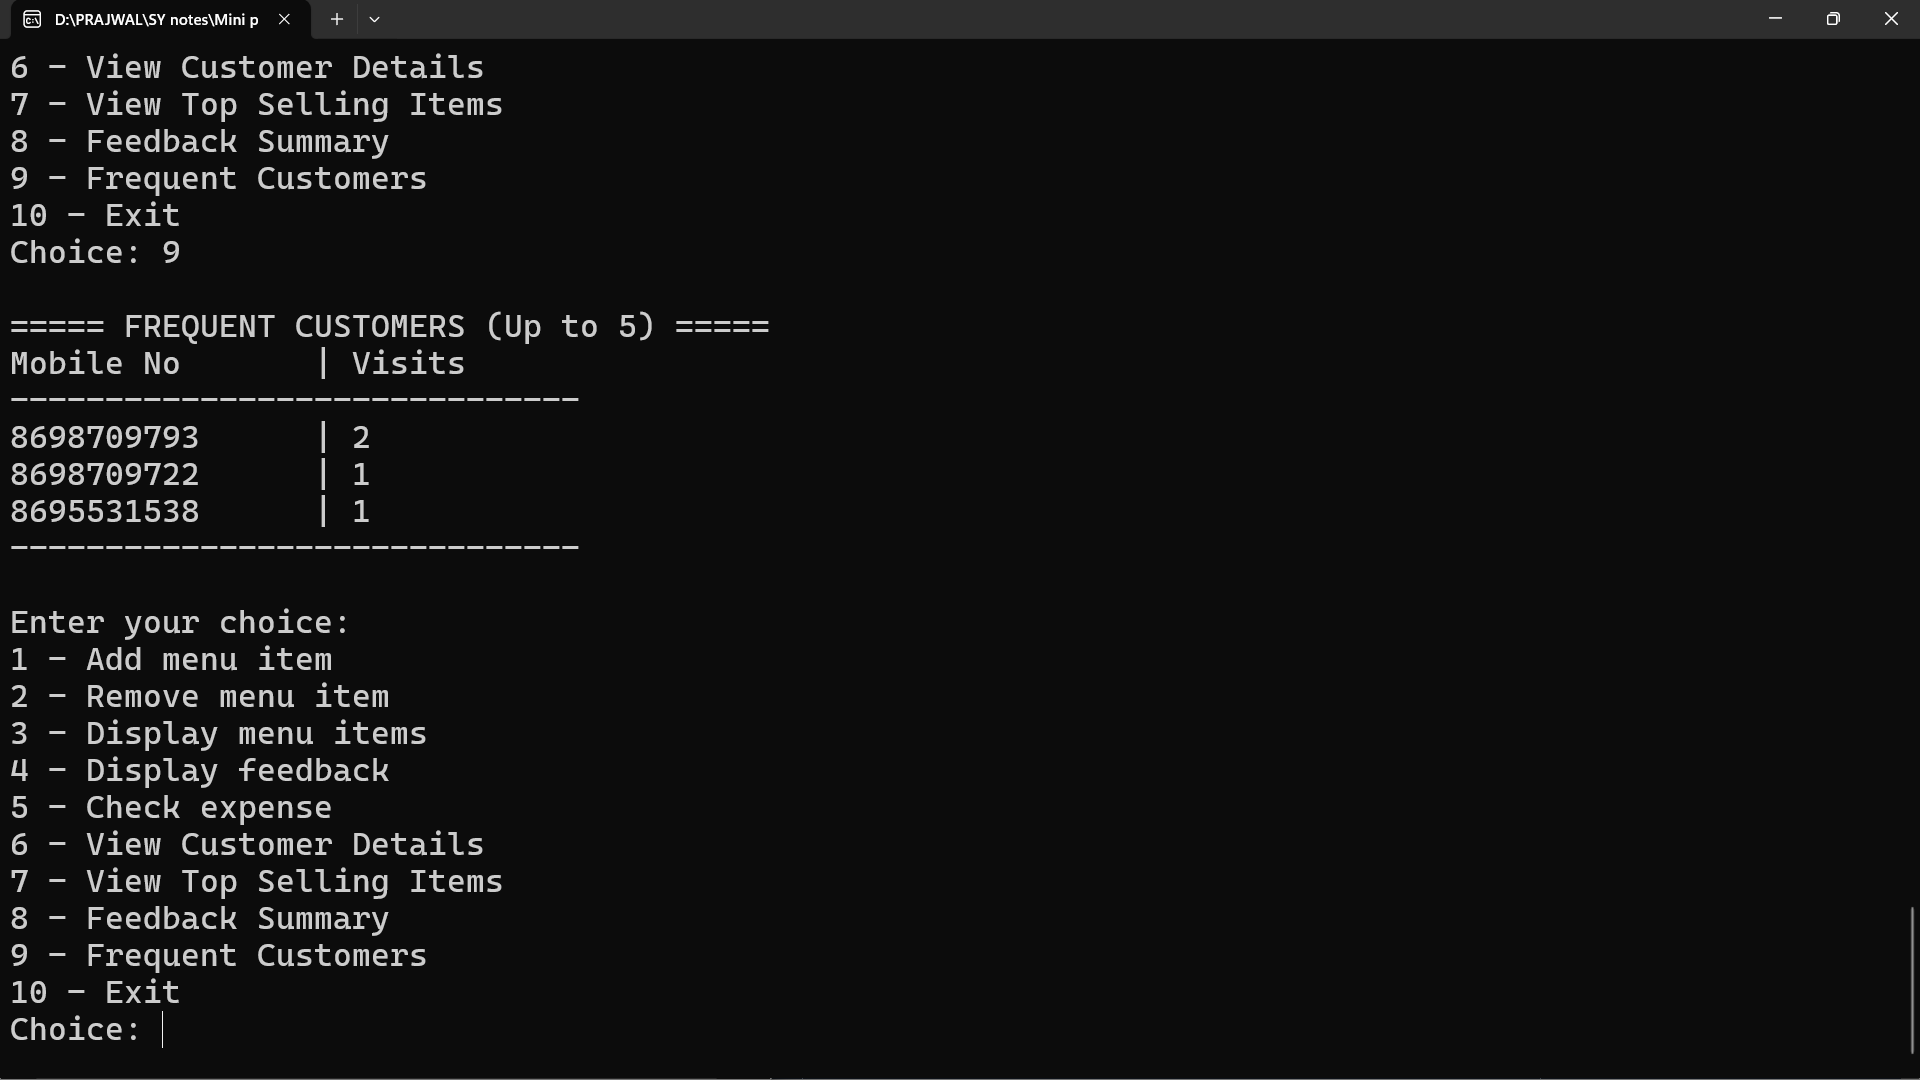 D:\PRAJWAL\SY notes\Mini p
6 - View Customer Details
7 - View Top Selling Items
8 - Feedback Summary
9 - Frequent Customers
10 - Exit
Choice: 9
===== FREQUENT CUSTOMERS (Up to 5) =====
Mobile No       | Visits
------------------------------
8698709793      | 2
8698709722      | 1
8695531538      | 1
------------------------------
Enter your choice:
1 - Add menu item
2 - Remove menu item
3 - Display menu items
4 - Display feedback
5 - Check expense
6 - View Customer Details
7 - View Top Selling Items
8 - Feedback Summary
9 - Frequent Customers
10 - Exit
Choice: